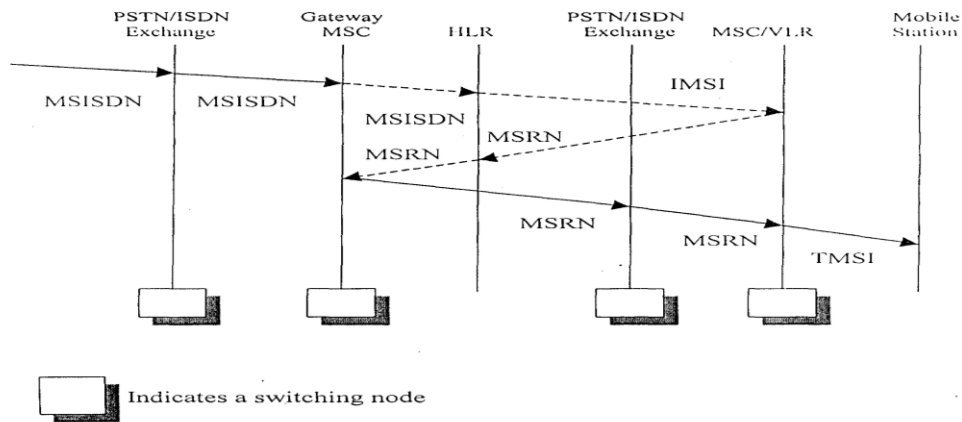 PSTN/ISDN
Exchange
Gateway
MSC
HLR
PSTN/ISDN
Exchange
MSC/VLR
Mobile
Station
MSISDN
MSISDN
MSISDN
IMSI
MSRN
MSRN
MSRN
MSRN
TMSI
Indicates a switching node